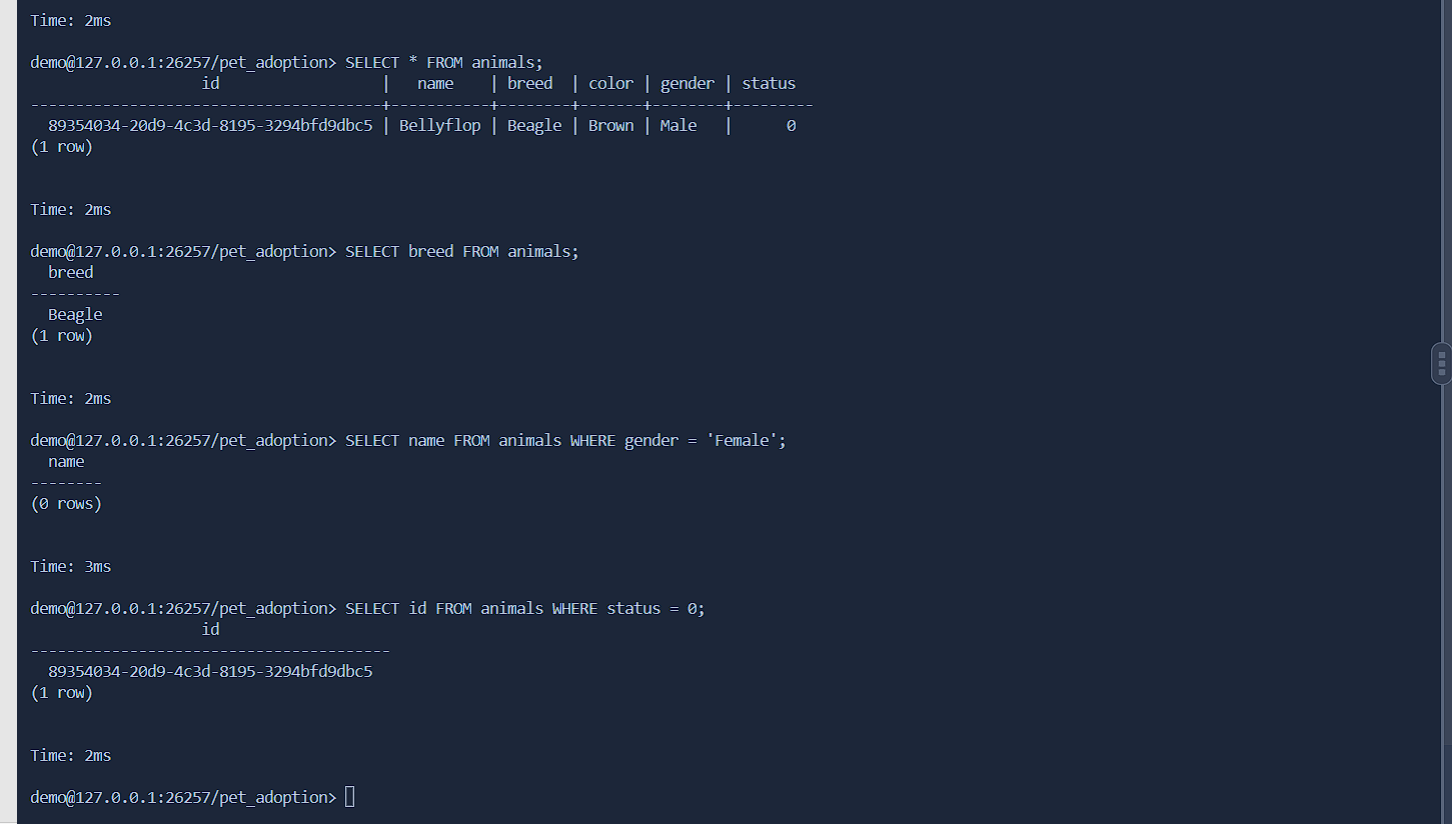 Time: 2ms
demo@127.0.0.1:26257/pet_adoption> SELECT * FROM animals;
                   id                  |   name    | breed  | color | gender | status
---------------------------------------+-----------+--------+-------+--------+---------
  89354034-20d9-4c3d-8195-3294bfd9dbc5 | Bellyflop | Beagle | Brown | Male   |      0
(1 row)
Time: 2ms
demo@127.0.0.1:26257/pet_adoption> SELECT breed FROM animals;
  breed
----------
  Beagle
(1 row)
Time: 2ms
demo@127.0.0.1:26257/pet_adoption> SELECT name FROM animals WHERE gender = 'Female';
  name
--------
(0 rows)
Time: 3ms
demo@127.0.0.1:26257/pet_adoption> SELECT id FROM animals WHERE status = 0;
                   id
----------------------------------------
  89354034-20d9-4c3d-8195-3294bfd9dbc5
(1 row)
Time: 2ms
demo@127.0.0.1:26257/pet_adoption>